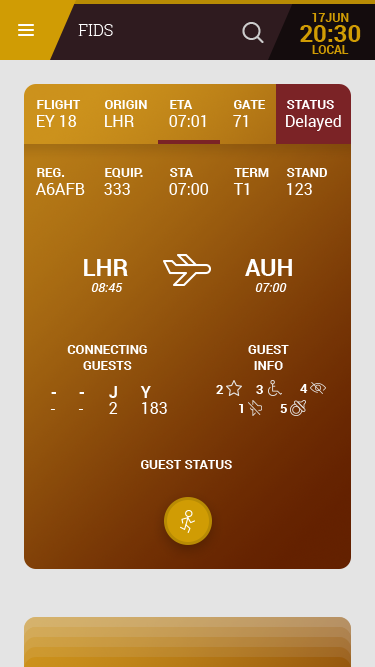 FIDS
17JUN
20:30
LOCAL
FLIGHT ORIGIN ETA GATE STATUS
EY 18 LHR 07:01 71 Delayed
REG. EQUIP. STA TERM STAND
A6AFB 333 07:00 T1 123
LHR AUH
08:45 07:00
CONNECTING GUEST
GUESTS INFO
2 3 4
- - J Y
- - 2 183
1 5
GUEST STATUS